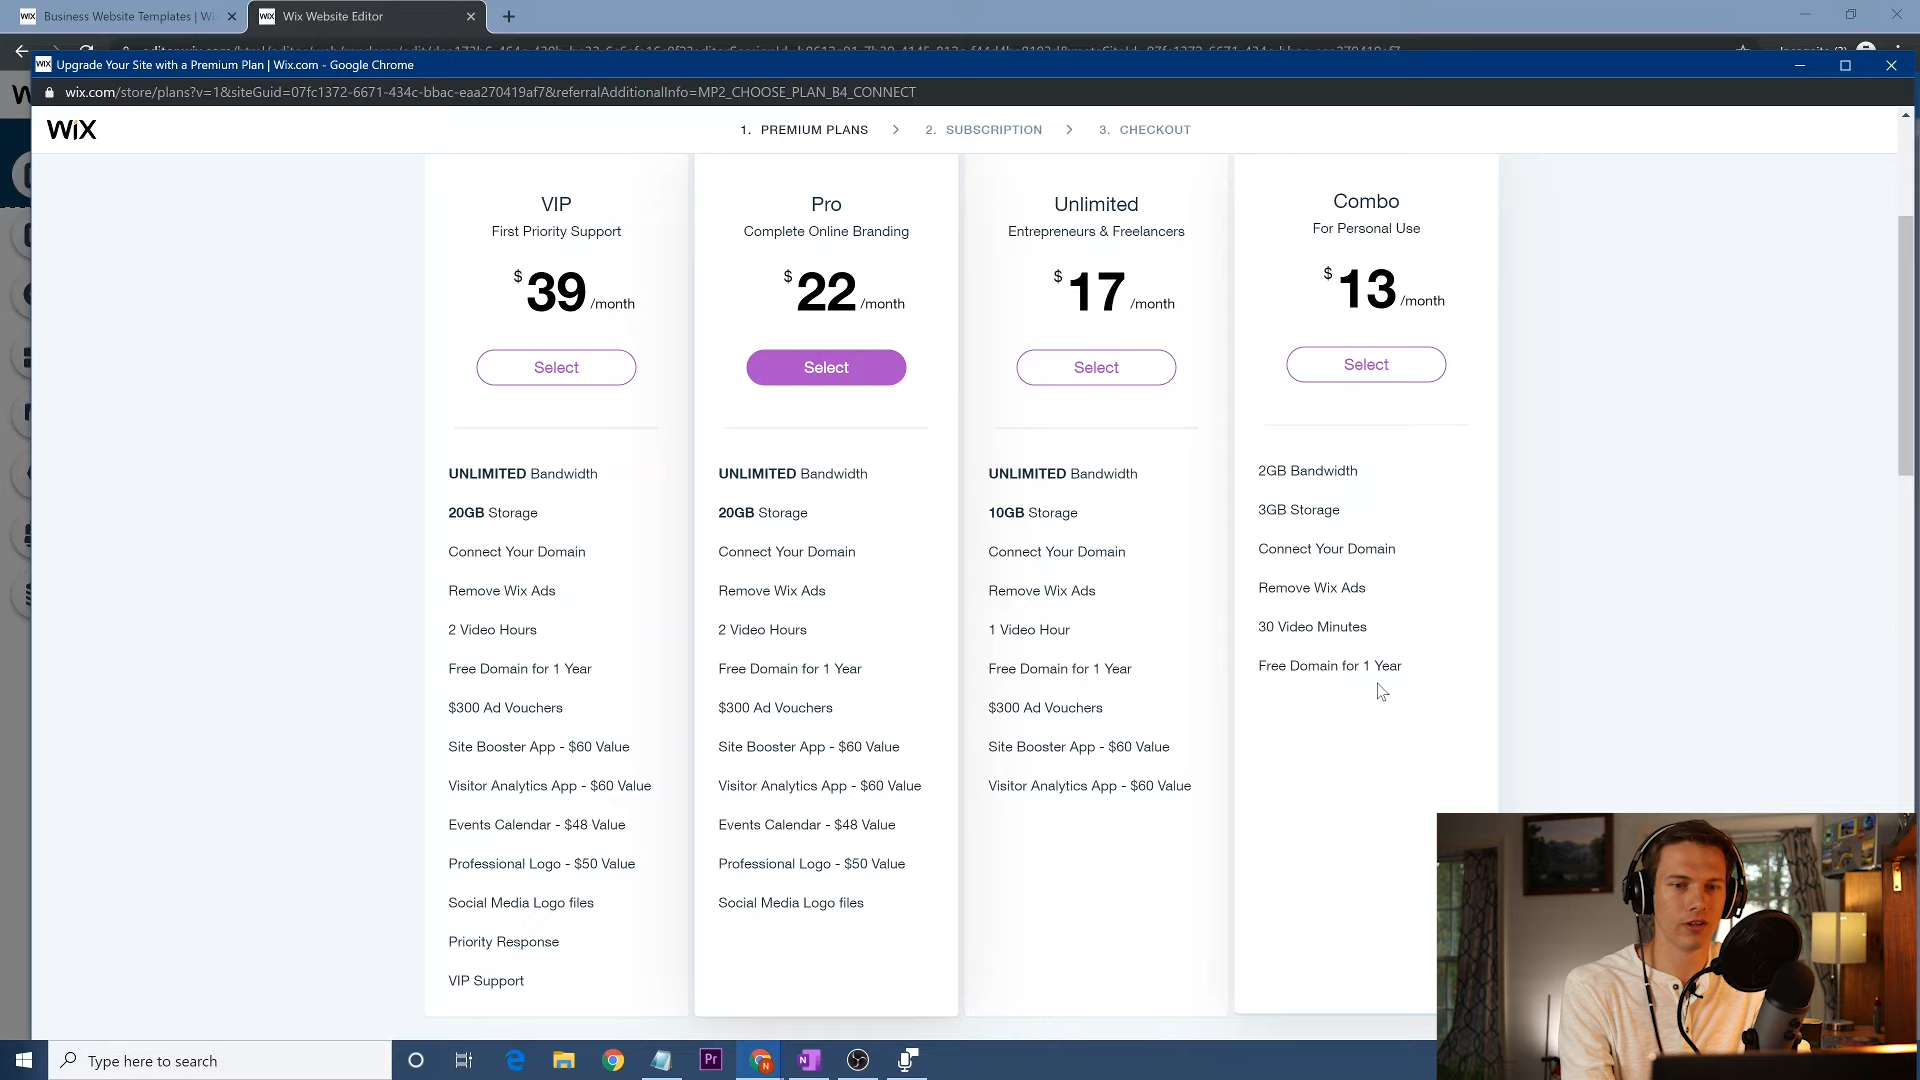 WiX Business Website Templates | Wi
WiX Wix Website Editor
WiX Upgrade Your Site with a Premium Plan | Wix.com - Google Chrome
wix.com/store/plans?v=1&siteGuid=07fc1372-6671-434c-bbac-eaa270419af7&referralAdditionalInfo=MP2_CHOOSE_PLAN_B4_CONNECT
WiX
1. PREMIUM PLANS > 2. SUBSCRIPTION > 3. CHECKOUT
VIP
First Priority Support
$39/month
Select
UNLIMITED Bandwidth
20GB Storage
Connect Your Domain
Remove Wix Ads
2 Video Hours
Free Domain for 1 Year
$300 Ad Vouchers
Site Booster App - $60 Value
Visitor Analytics App - $60 Value
Events Calendar - $48 Value
Professional Logo - $50 Value
Social Media Logo files
Priority Response
VIP Support
Pro
Complete Online Branding
$22/month
Select
UNLIMITED Bandwidth
20GB Storage
Connect Your Domain
Remove Wix Ads
2 Video Hours
Free Domain for 1 Year
$300 Ad Vouchers
Site Booster App - $60 Value
Visitor Analytics App - $60 Value
Events Calendar - $48 Value
Professional Logo - $50 Value
Social Media Logo files
Unlimited
Entrepreneurs & Freelancers
$17/month
Select
UNLIMITED Bandwidth
10GB Storage
Connect Your Domain
Remove Wix Ads
1 Video Hour
Free Domain for 1 Year
$300 Ad Vouchers
Site Booster App - $60 Value
Visitor Analytics App - $60 Value
Combo
For Personal Use
$13/month
Select
2GB Bandwidth
3GB Storage
Connect Your Domain
Remove Wix Ads
30 Video Minutes
Free Domain for 1 Year
Type here to search
Pr
N
N